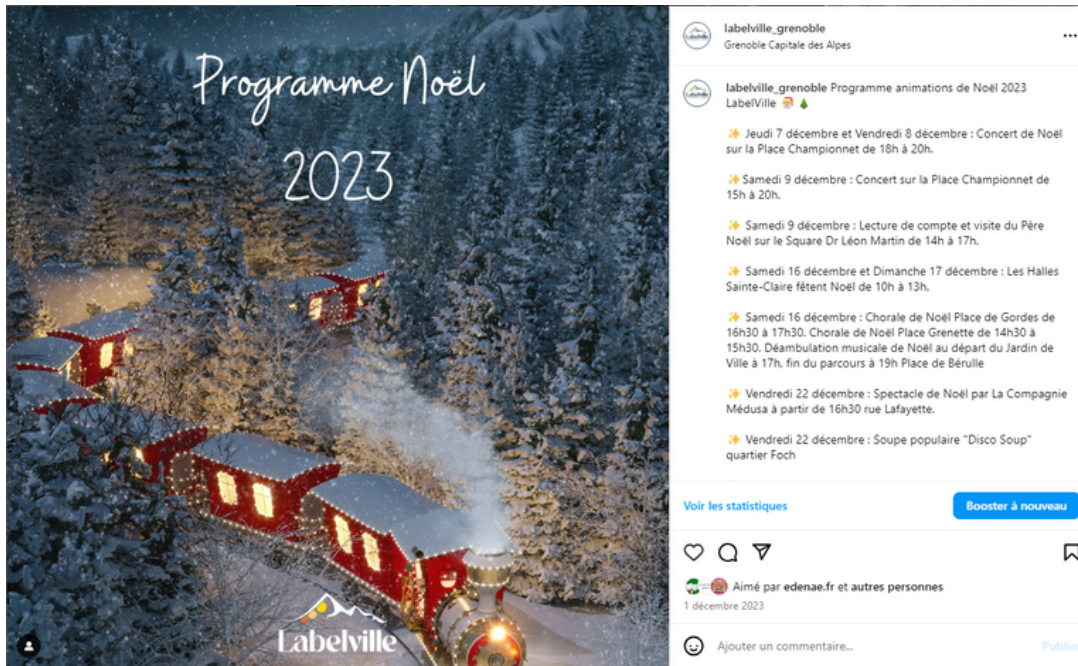 Programme Noël
2023
Labelville
labelville_grenoble
Grenoble Capitale des Alpes
labelville_grenoble Programme animations de Noël 2023
LabelVille 🎅 🎄
✨ Jeudi 7 décembre et Vendredi 8 décembre : Concert de Noël
sur la Place Championnet de 18h à 20h.
✨ Samedi 9 décembre : Concert sur la Place Championnet de
15h à 20h.
✨ Samedi 9 décembre : Lecture de compte et visite du Père
Noël sur le Square Dr Léon Martin de 14h à 17h.
✨ Samedi 16 décembre et Dimanche 17 décembre : Les Halles
Sainte-Claire fêtent Noël de 10h à 13h.
✨ Samedi 16 décembre : Chorale de Noël Place de Gordes de
16h30 à 17h30. Chorale de Noël Place Grenette de 14h30 à
15h30. Déambulation musicale de Noël au départ du Jardin de
Ville à 17h, fin du parcours à 19h Place de Bérulle
✨ Vendredi 22 décembre : Spectacle de Noël par La Compagnie
Médusa à partir de 16h30 rue Lafayette.
✨ Vendredi 22 décembre : Soupe populaire "Disco Soup"
quartier Foch
Voir les statistiques
Booster à nouveau
Aimé par edenae.fr et autres personnes
1 décembre 2023
Ajouter un commentaire...
Publier